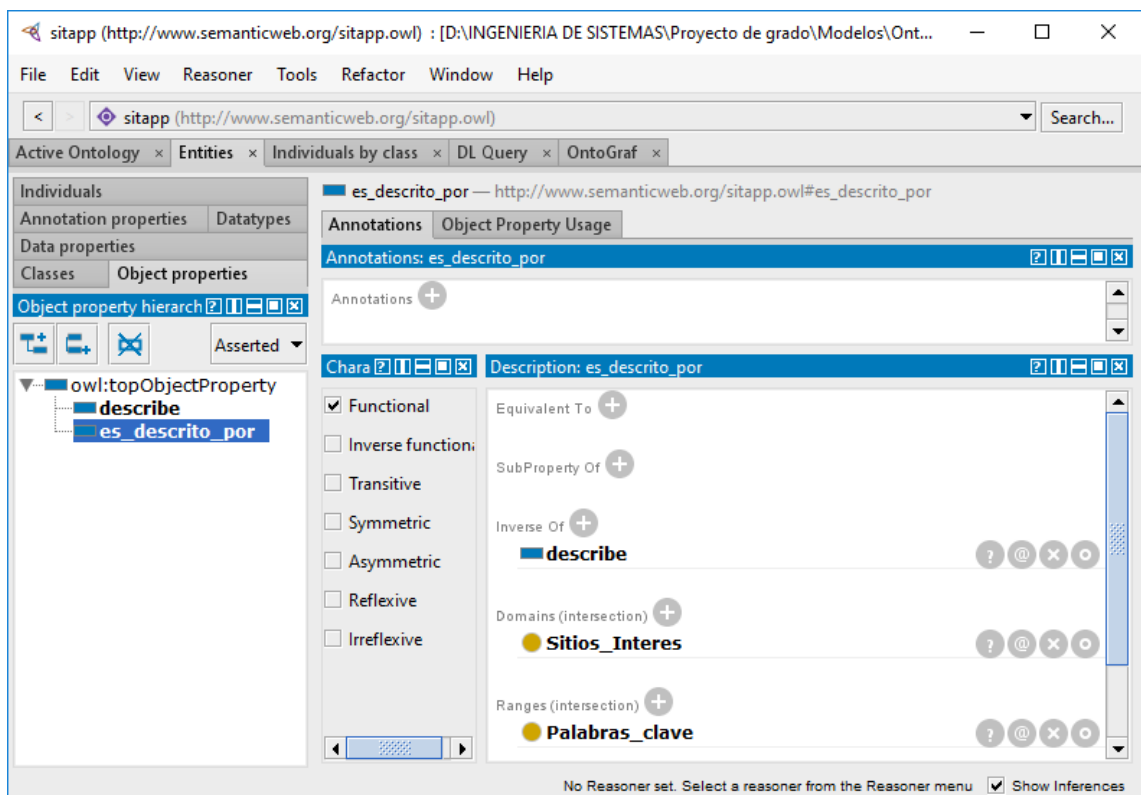 sitapp (http://www.semanticweb.org/sitapp.owl) : [D:\INGENIERIA DE SISTEMAS\Proyecto de grado\Modelos\Ont...
File Edit View Reasoner Tools Refactor Window Help
< > sitapp (http://www.semanticweb.org/sitapp.owl) Search...
Active Ontology × Entities × Individuals by class × DL Query × OntoGraf ×
Individuals
Annotation properties Datatypes
Data properties
Classes Object properties
Object property hierarch
Asserted
owl:topObjectProperty
describe
es_descrito_por
es_descrito_por — http://www.semanticweb.org/sitapp.owl#es_descrito_por
Annotations Object Property Usage
Annotations: es_descrito_por
Annotations
Chara
Functional
Inverse function
Transitive
Symmetric
Asymmetric
Reflexive
Irreflexive
Description: es_descrito_por
Equivalent To
SubProperty Of
Inverse Of
describe
Domains (intersection)
Sitios_Interes
Ranges (intersection)
Palabras_clave
No Reasoner set. Select a reasoner from the Reasoner menu Show Inferences